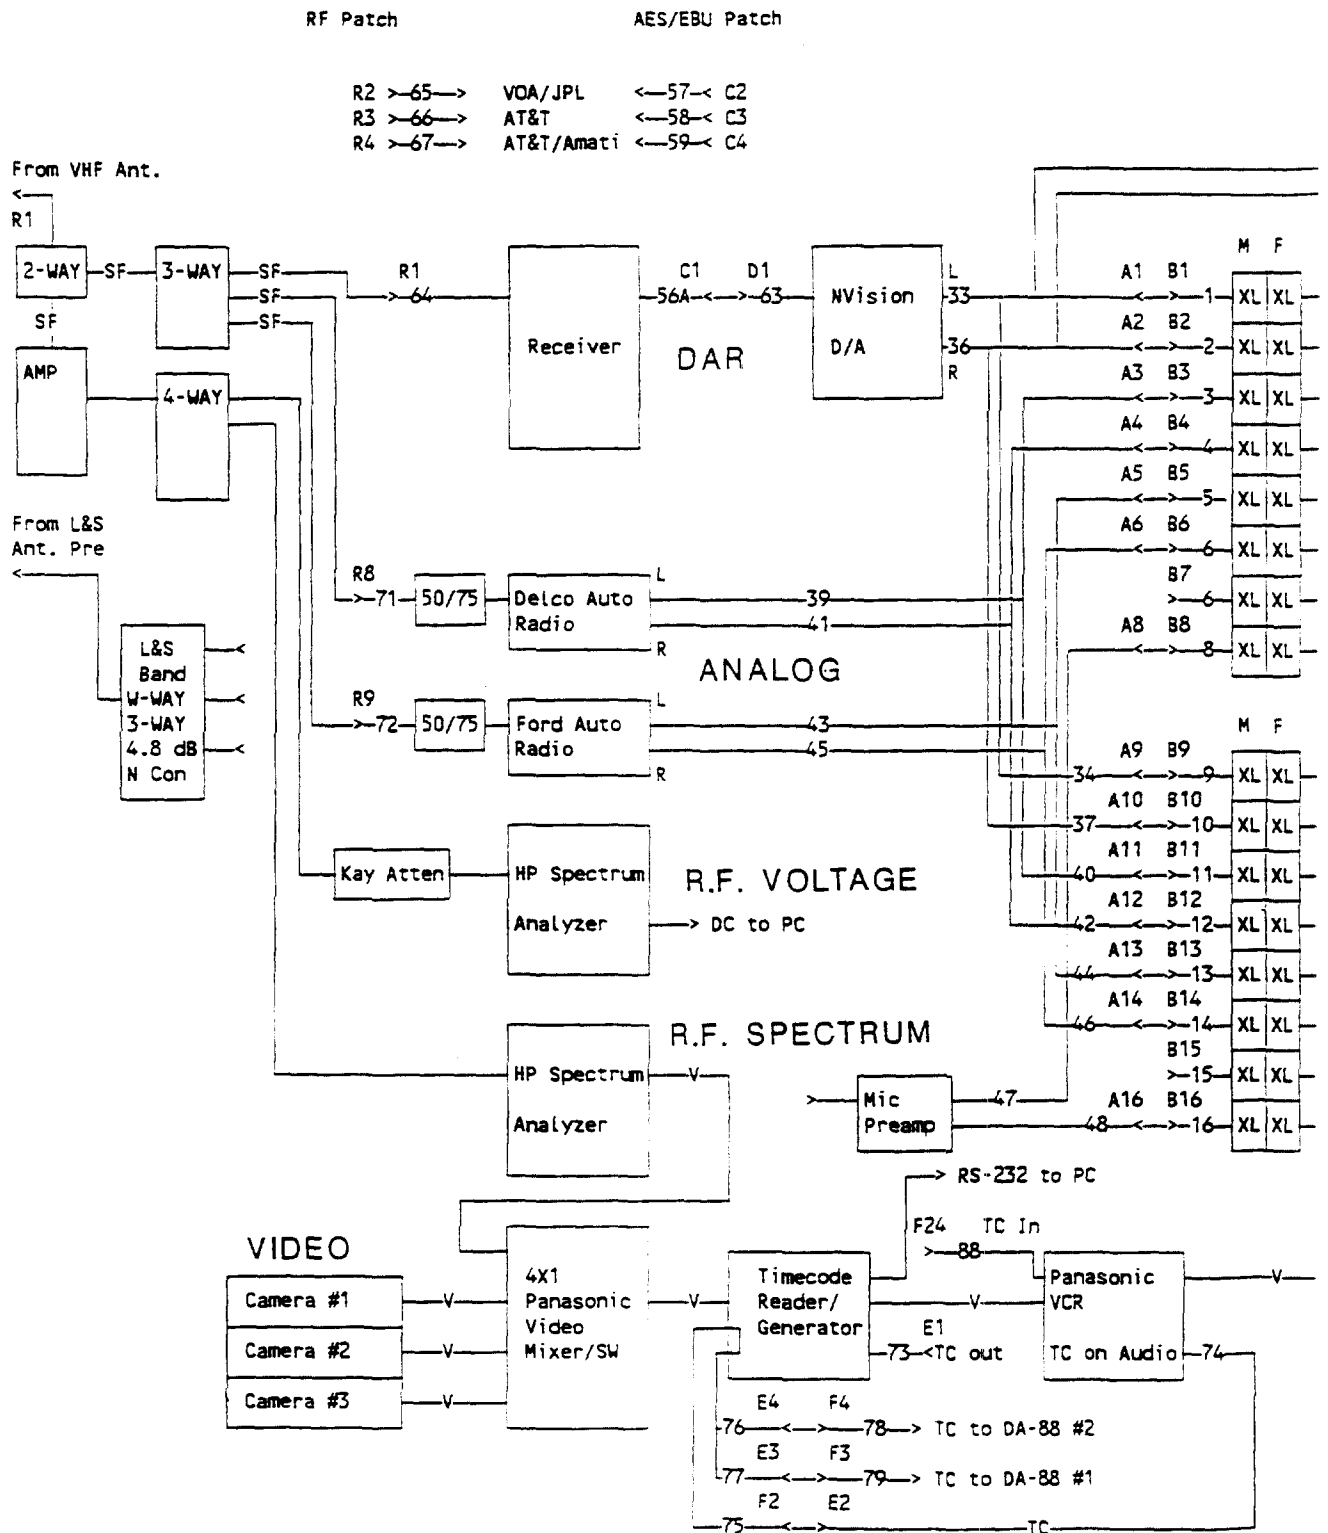 RF Patch AES/EBU Patch
R2 >—65—> VOA/JPL <—57—< C2
R3 >—66—> AT&T <—58—< C3
R4 >—67—> AT&T/Amati <—59—< C4
From VHF Ant.
R1
2-WAY SF 3-WAY SF R1 64 Receiver 56A C1 D1 63 NVision D/A L 33 A1 B1 1 M F XL XL
SF
SF
SF
36 R A2 B2 2 XL XL
DAR
AMP
4-WAY
A3 B3 3 XL XL
A4 B4 4 XL XL
A5 B5 5 XL XL
A6 B6 6 XL XL
B7 6 XL XL
A8 B8 8 XL XL
From L&S
Ant. Pre
R8 71 50/75 Delco Auto Radio L 39
41 R
ANALOG
L&S
Band
W-WAY
3-WAY
4.8 dB
N Con
R9 72 50/75 Ford Auto Radio L 43
45 R
M F
34 A9 B9 9 XL XL
37 A10 B10 10 XL XL
40 A11 B11 11 XL XL
42 A12 B12 12 XL XL
44 A13 B13 13 XL XL
46 A14 B14 14 XL XL
B15 15 XL XL
48 A16 B16 16 XL XL
Kay Atten HP Spectrum Analyzer
R.F. VOLTAGE
DC to PC
R.F. SPECTRUM
HP Spectrum Analyzer V
Mic Preamp 47
RS-232 to PC
VIDEO
Camera #1 V
Camera #2 V
Camera #3 V
4X1
Panasonic
Video
Mixer/SW
V
Timecode
Reader/
Generator
F24 TC In
88
V
E1
73 <TC out
Panasonic
VCR
TC on Audio
V
74
E4 F4
76 78 > TC to DA-88 #2
E3 F3
77 79 > TC to DA-88 #1
F2 E2
75 TC